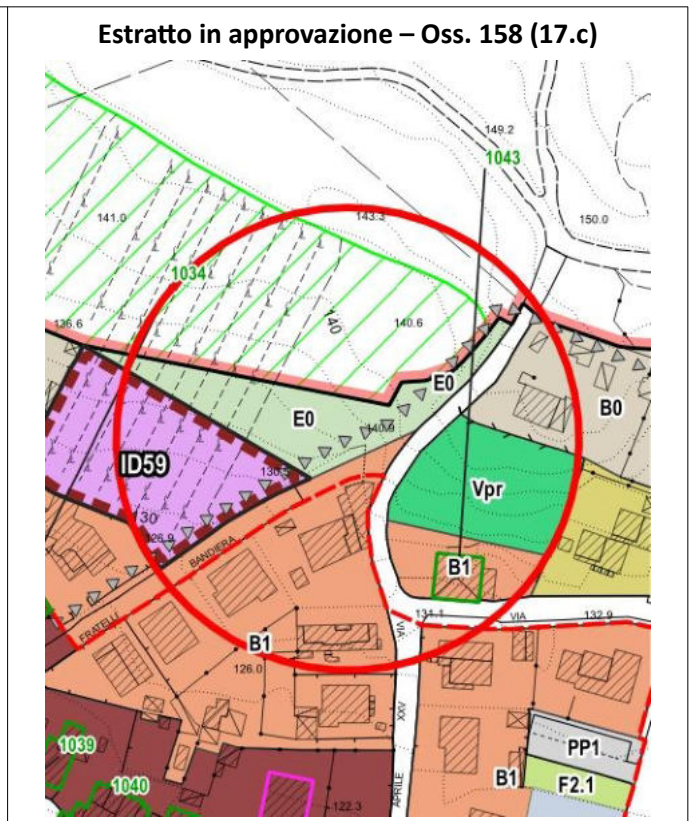 Estratto in approvazione – Oss. 158 (17.c)
149.2
1043
150.0
141.0
143.3
1034
140
136.6
140.6
E0
B0
E0
140.9
ID59
130.5
Vpr
130
126.9
BANDIERA
B1
FRATELLI
131.1
VIA
132.9
VIA
B1
126.0
XXV
1039
PP1
1040
B1
F2.1
APRILE
122.3